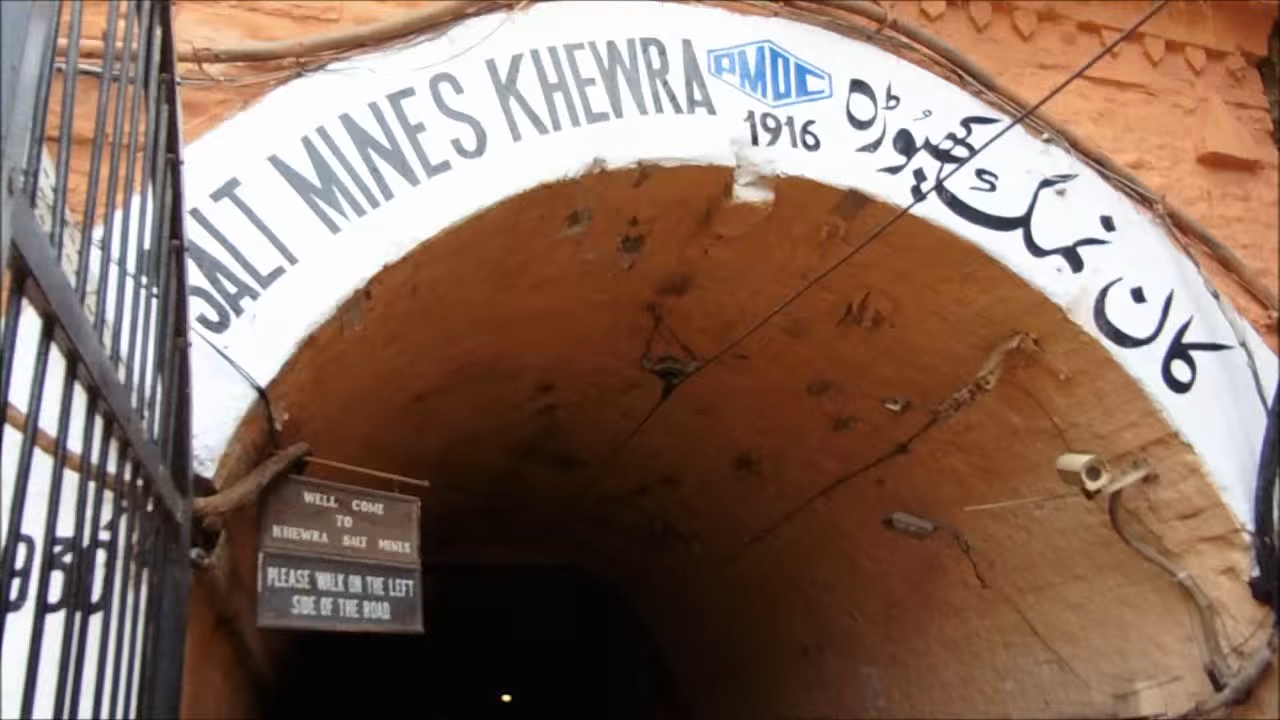 SALT MINES KHEWRA
PMDC
1916
کان نمک کھیوڑہ
WELL COME
TO
KHEWRA SALT MINES
PLEASE WALK ON THE LEFT
SIDE OF THE ROAD
930